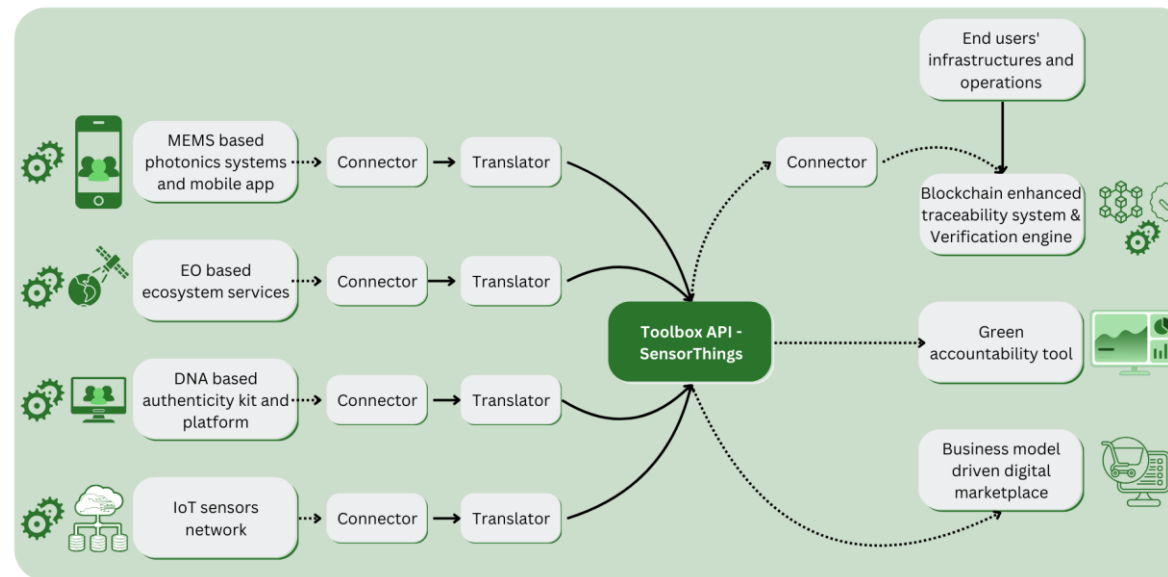 End users'
infrastructures and
operations
MEMS based
photonics systems
and mobile app
Connector
Translator
Connector
Blockchain enhanced
traceability system &
Verification engine
EO based
ecosystem services
Connector
Translator
Toolbox API -
SensorThings
Green
accountability tool
DNA based
authenticity kit and
platform
Connector
Translator
Business model
driven digital
marketplace
IoT sensors
network
Connector
Translator